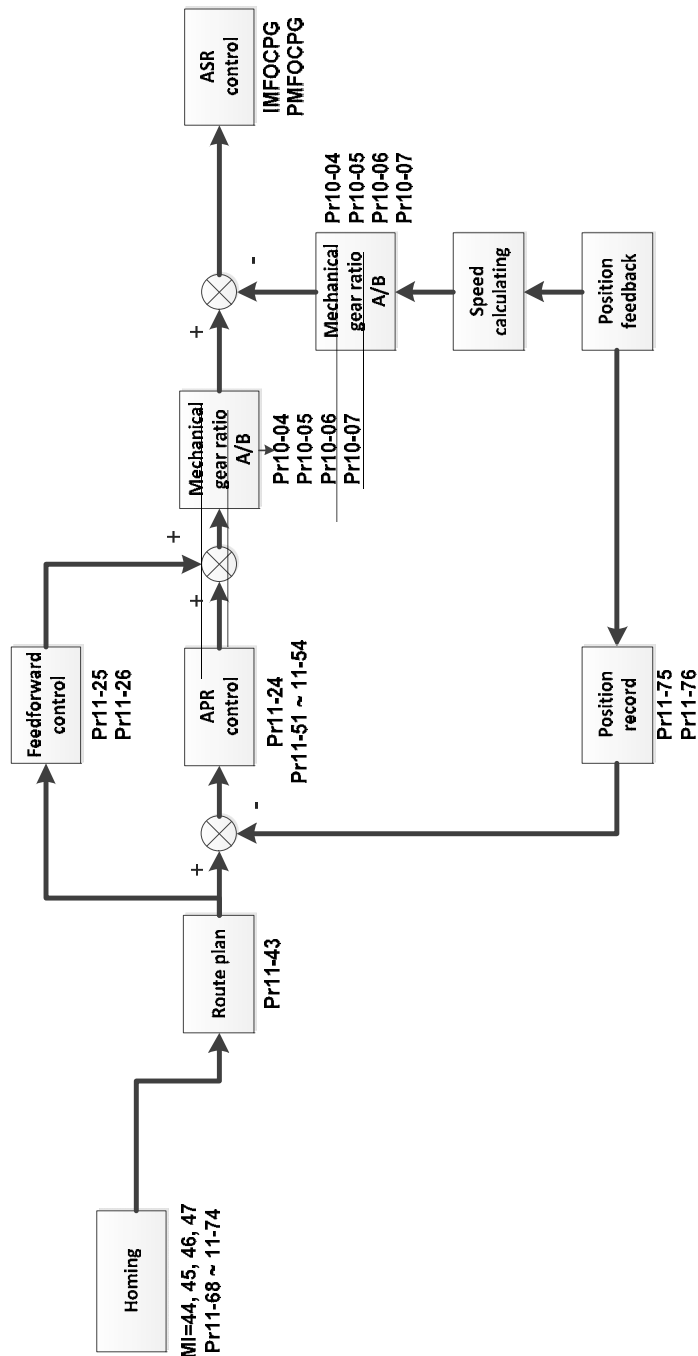 Homing
MI=44, 45, 46, 47
Pr11-68 ~ 11-74
Route plan
Pr11-43
+
-
Feedforward
control
Pr11-25
Pr11-26
APR
control
Pr11-24
Pr11-51 ~ 11-54
Position
record
Pr11-75
Pr11-76
+
+
Mechanical
gear ratio
A/B
Pr10-04
Pr10-05
Pr10-06
Pr10-07
+
-
Mechanical
gear ratio
A/B
Pr10-04
Pr10-05
Pr10-06
Pr10-07
Speed
calculating
Position
feedback
ASR
control
IMFOCPG
PMFOCPG